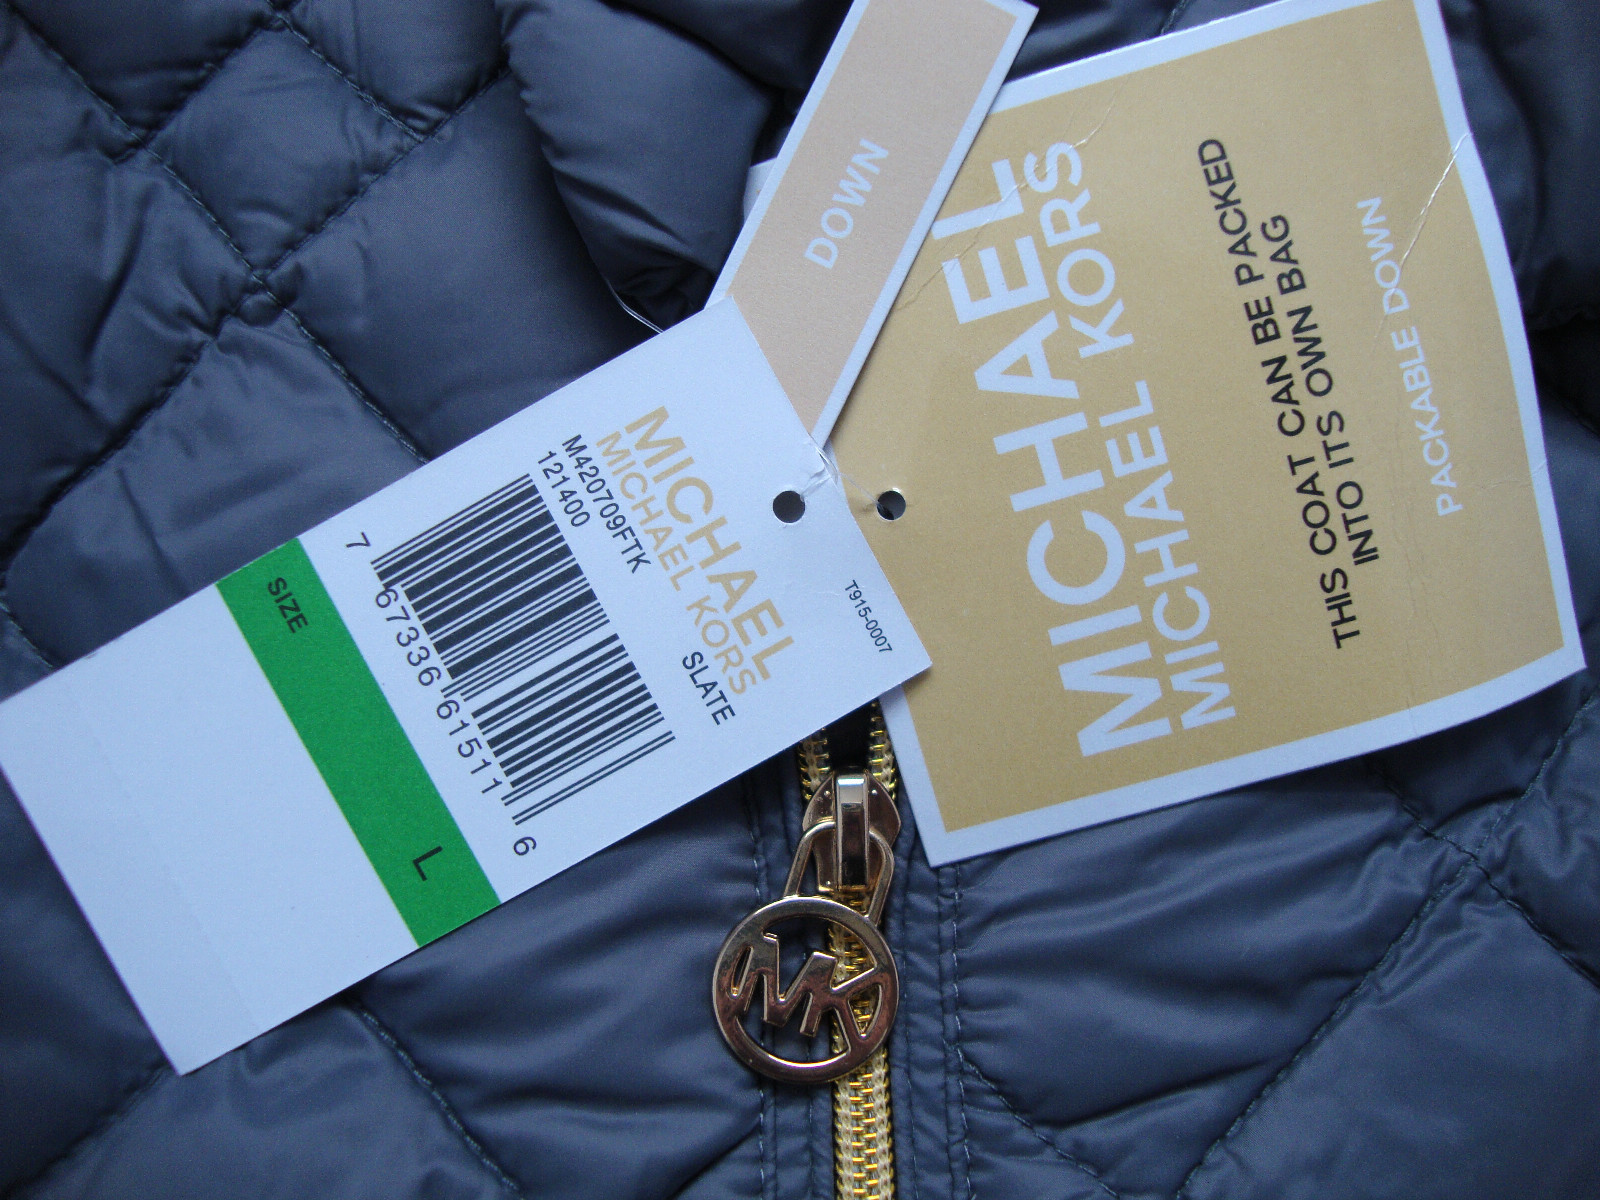 DOWN
MICHAEL
MICHAEL KORS
THIS COAT CAN BE PACKED
INTO ITS OWN BAG
PACKABLE DOWN
T915-0007
MICHAEL
MICHAEL KORS
M420709FTK SLATE
121400
7 67336 61511 6
SIZE L
MK